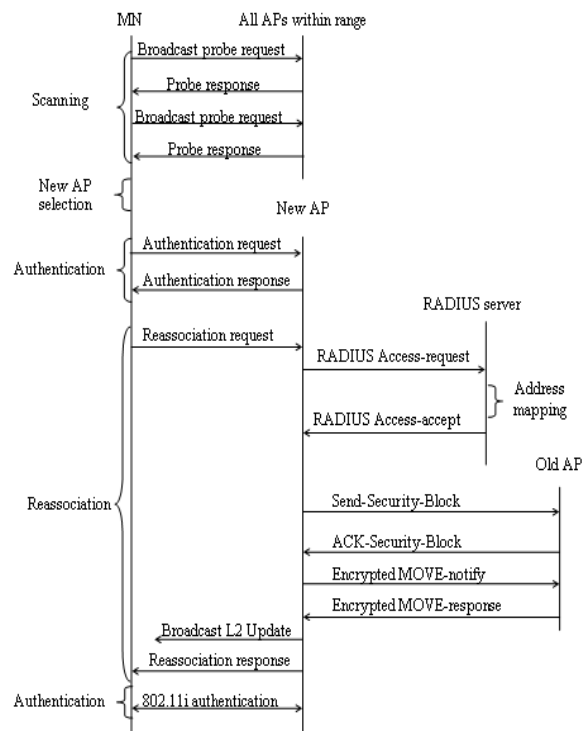 MN
All APs within range
Broadcast probe request
Probe response
Scanning
Broadcast probe request
Probe response
New AP
selection
New AP
Authentication request
Authentication
Authentication response
RADIUS server
Reassociation request
RADIUS Access-request
Address
mapping
RADIUS Access-accept
Old AP
Reassociation
Send-Security-Block
ACK-Security-Block
Encrypted MOVE-notify
Encrypted MOVE-response
Broadcast L2 Update
Reassociation response
Authentication
802.11i authentication